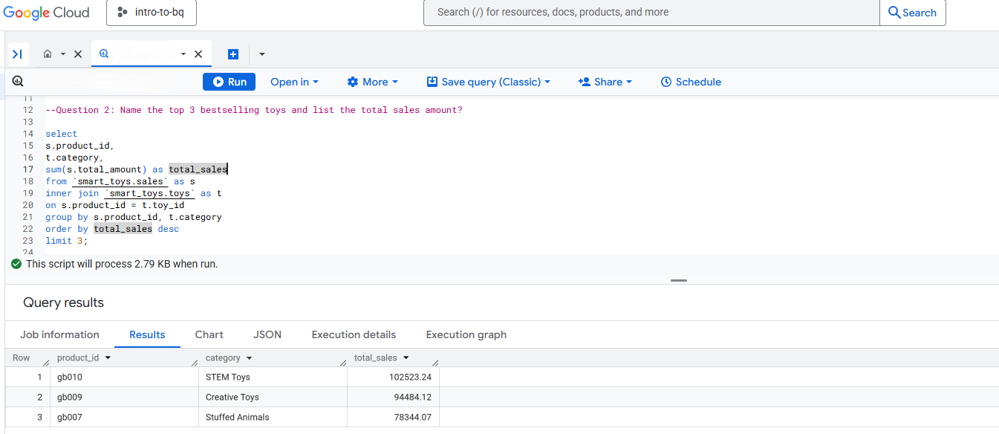 Google Cloud
intro-to-bq
Search (/) for resources, docs, products, and more
Search
Run
Open in
More
Save query (Classic)
Share
Schedule
11
12 --Question 2: Name the top 3 bestselling toys and list the total sales amount?
13
14 select
15 s.product_id,
16 t.category,
17 sum(s.total_amount) as total_sales
18 from `smart_toys.sales` as s
19 inner join `smart_toys.toys` as t
20 on s.product_id = t.toy_id
21 group by s.product_id, t.category
22 order by total_sales desc
23 limit 3;
24
This script will process 2.79 KB when run.
Query results
Job information Results Chart JSON Execution details Execution graph
Row product_id category total_sales
1 gb010 STEM Toys 102523.24
2 gb009 Creative Toys 94484.12
3 gb007 Stuffed Animals 78344.07